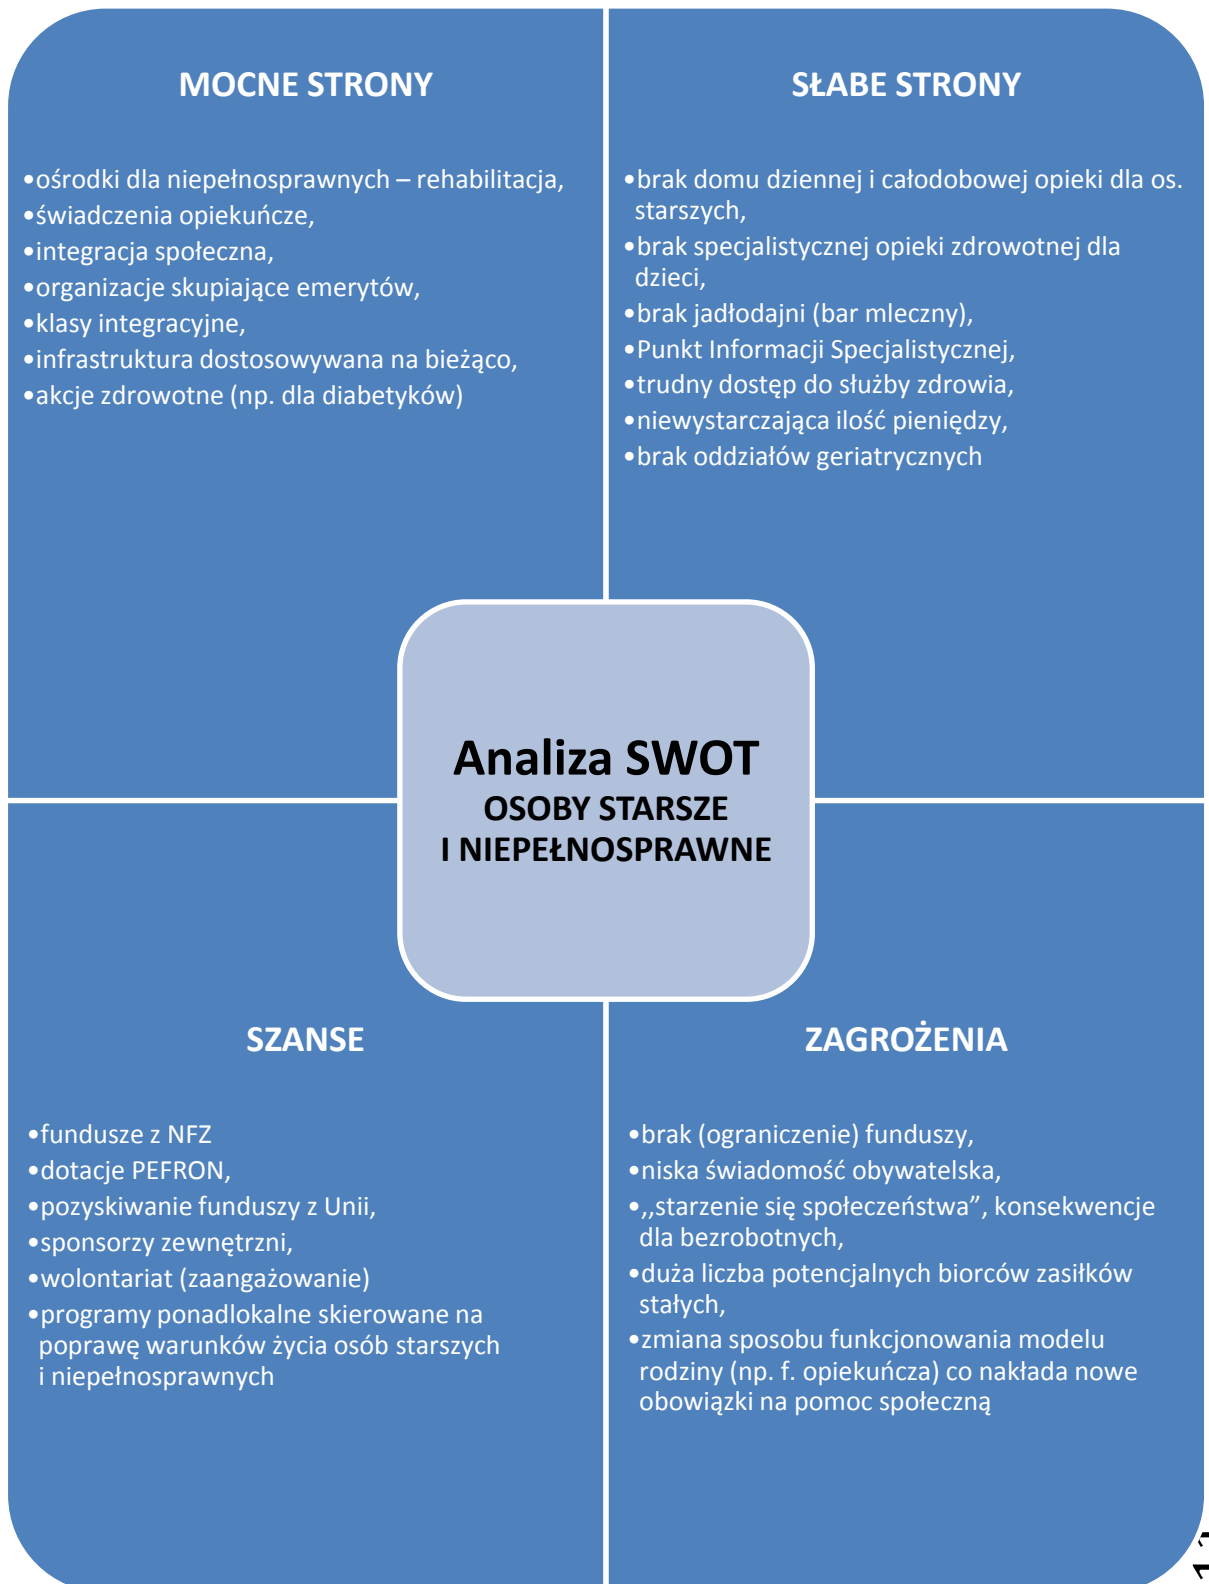 MOCNE STRONY
•ośrodki dla niepełnosprawnych – rehabilitacja,
•świadczenia opiekuńcze,
•integracja społeczna,
•organizacje skupiające emerytów,
•klasy integracyjne,
•infrastruktura dostosowywana na bieżąco,
•akcje zdrowotne (np. dla diabetyków)
SŁABE STRONY
•brak domu dziennej i całodobowej opieki dla os.
starszych,
•brak specjalistycznej opieki zdrowotnej dla
dzieci,
•brak jadłodajni (bar mleczny),
•Punkt Informacji Specjalistycznej,
•trudny dostęp do służby zdrowia,
•niewystarczająca ilość pieniędzy,
•brak oddziałów geriatrycznych
Analiza SWOT
OSOBY STARSZE
I NIEPEŁNOSPRAWNE
SZANSE
•fundusze z NFZ
•dotacje PEFRON,
•pozyskiwanie funduszy z Unii,
•sponsorzy zewnętrzni,
•wolontariat (zaangażowanie)
•programy ponadlokalne skierowane na
poprawę warunków życia osób starszych
i niepełnosprawnych
ZAGROŻENIA
•brak (ograniczenie) funduszy,
•niska świadomość obywatelska,
•,,starzenie się społeczeństwa”, konsekwencje
dla bezrobotnych,
•duża liczba potencjalnych biorców zasiłków
stałych,
•zmiana sposobu funkcjonowania modelu
rodziny (np. f. opiekuńcza) co nakłada nowe
obowiązki na pomoc społeczną